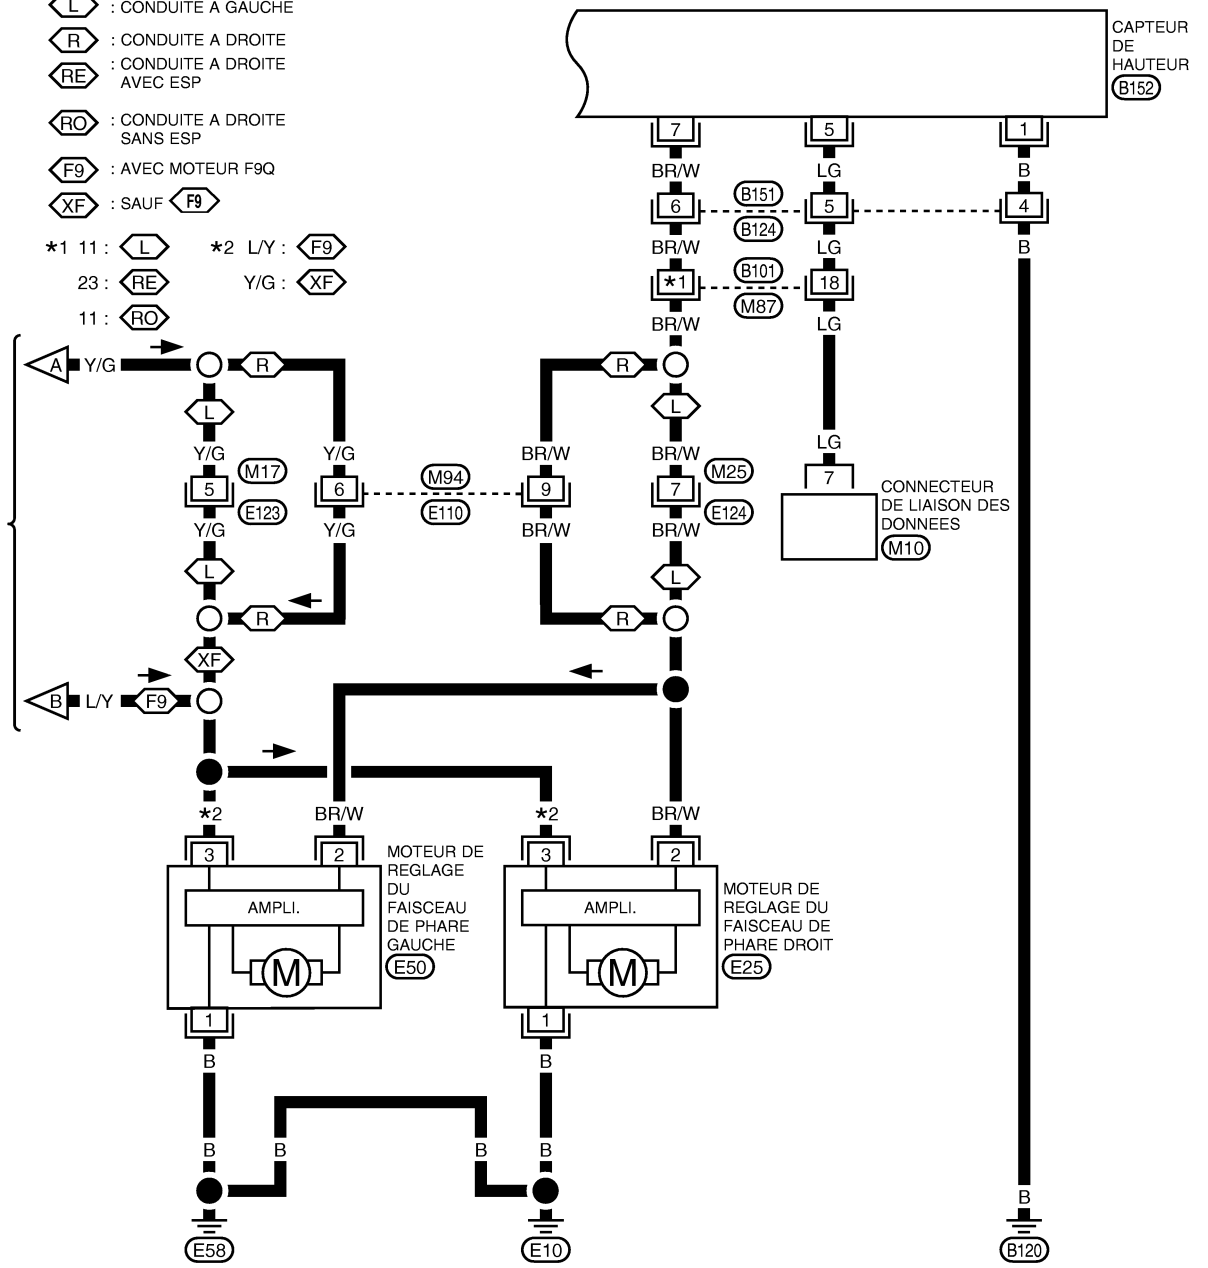 L : CONDUITE A GAUCHE
R : CONDUITE A DROITE
RE : CONDUITE A DROITE
AVEC ESP
RO : CONDUITE A DROITE
SANS ESP
F9 : AVEC MOTEUR F9Q
XF : SAUF F9
*1 11 : L
23 : RE
11 : RO
*2 L/Y : F9
Y/G : XF
CAPTEUR
DE
HAUTEUR
B152
7 5 1
BR/W LG B
6 B151 5 4
B124
BR/W LG B
*1 B101 18
M87
BR/W LG
A Y/G R R
L L
LG
Y/G Y/G BR/W BR/W
5 M17 6 M94 9 7 M25 7
E123 E110 E124
Y/G Y/G BR/W BR/W
CONNECTEUR
DE LIAISON DES
DONNEES
M10
L L
R R
XF
B L/Y F9
*2 BR/W *2 BR/W
3 2 3 2
AMPLI. AMPLI.
M M
MOTEUR DE
REGLAGE
DU
FAISCEAU
DE PHARE
GAUCHE
E50
MOTEUR DE
REGLAGE DU
FAISCEAU DE
PHARE DROIT
E25
1 1
B B
B B B B
B
E58 E10 B120